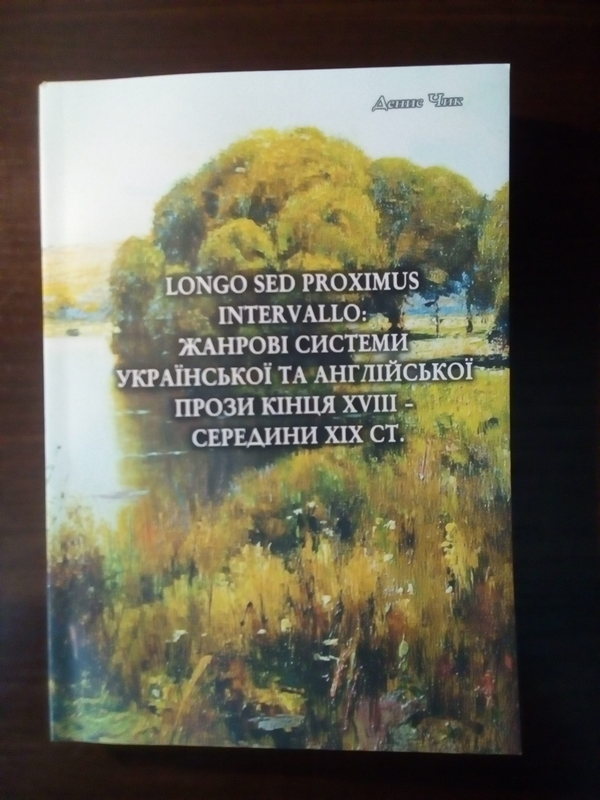 Денис Чик
LONGO SED PROXIMUS
INTERVALLO:
ЖАНРОВІ СИСТЕМИ
УКРАЇНСЬКОЇ ТА АНГЛІЙСЬКОЇ
ПРОЗИ КІНЦЯ XVIII -
СЕРЕДИНИ XIX СТ.